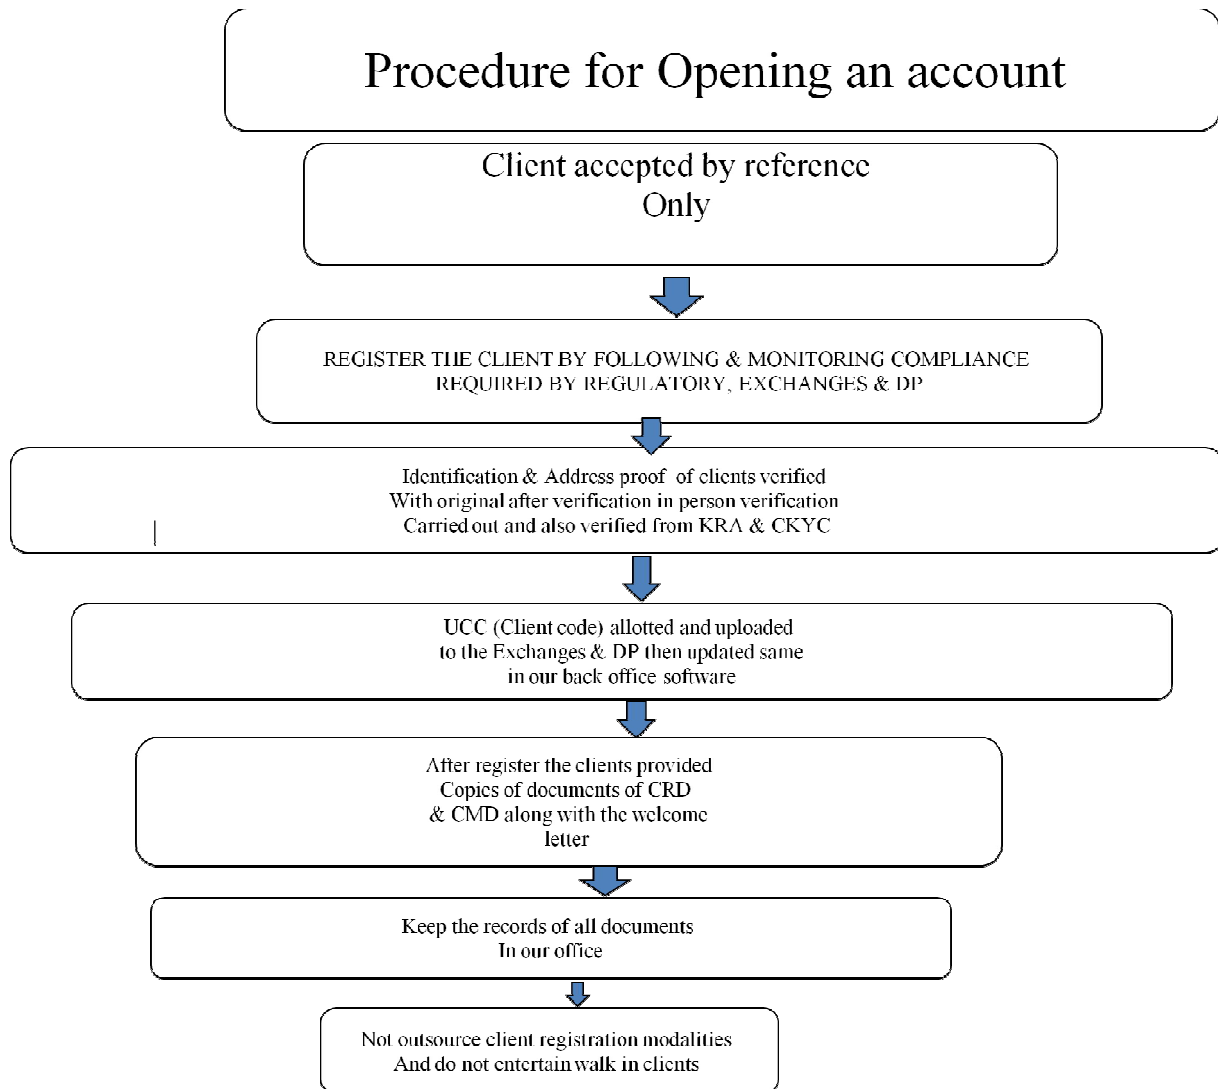 Procedure for Opening an account
Client accepted by reference
Only
REGISTER THE CLIENT BY FOLLOWING & MONITORING COMPLIANCE
REQUIRED BY REGULATORY, EXCHANGES & DP
Identification & Address proof of clients verified
With original after verification in person verification
Carried out and also verified from KRA & CKYC
UCC (Client code) allotted and uploaded
to the Exchanges & DP then updated same
in our back office software
After register the clients provided
Copies of documents of CRD
& CMD along with the welcome
letter
Keep the records of all documents
In our office
Not outsource client registration modalities
And do not entertain walk in clients